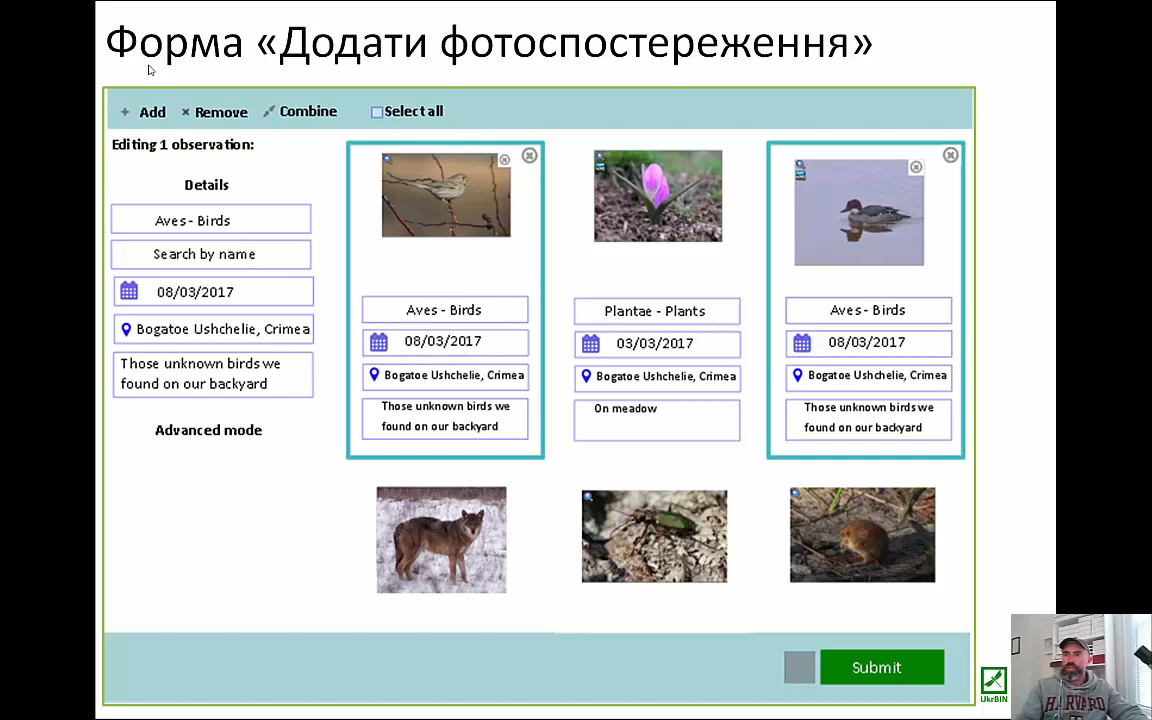 Форма «Додати фотоспостереження»
Add Remove Combine Select all
Editing 1 observation:
Details
Aves - Birds
Search by name
08/03/2017
Bogatoe Ushchelie, Crimea
Those unknown birds we
found on our backyard
Advanced mode
Aves - Birds
08/03/2017
Bogatoe Ushchelie, Crimea
Those unknown birds we
found on our backyard
Plantae - Plants
03/03/2017
Bogatoe Ushchelie, Crimea
On meadow
Aves - Birds
08/03/2017
Bogatoe Ushchelie, Crimea
Those unknown birds we
found on our backyard
Submit
UkrBIN
HARVARD